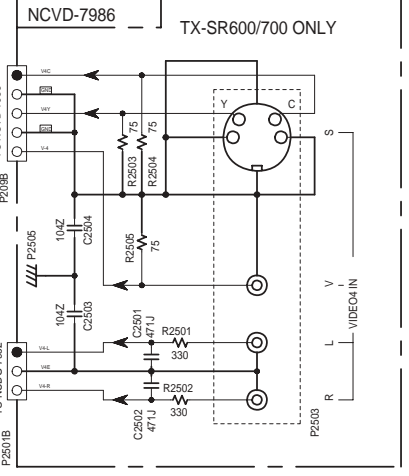 NCVD-7986
TX-SR600/700 ONLY
V4C
GND
V4Y
GND
V-4
P209B
Y
C
75
75
R2503
R2504
S
104Z
C2504
P2505
R2505
75
104Z
C2503
V
VIDEO4 IN
C2501
471J
R2501
330
L
V4-L
V4E
V4-R
C2502
471J
R2502
330
R
P2503
P2501B